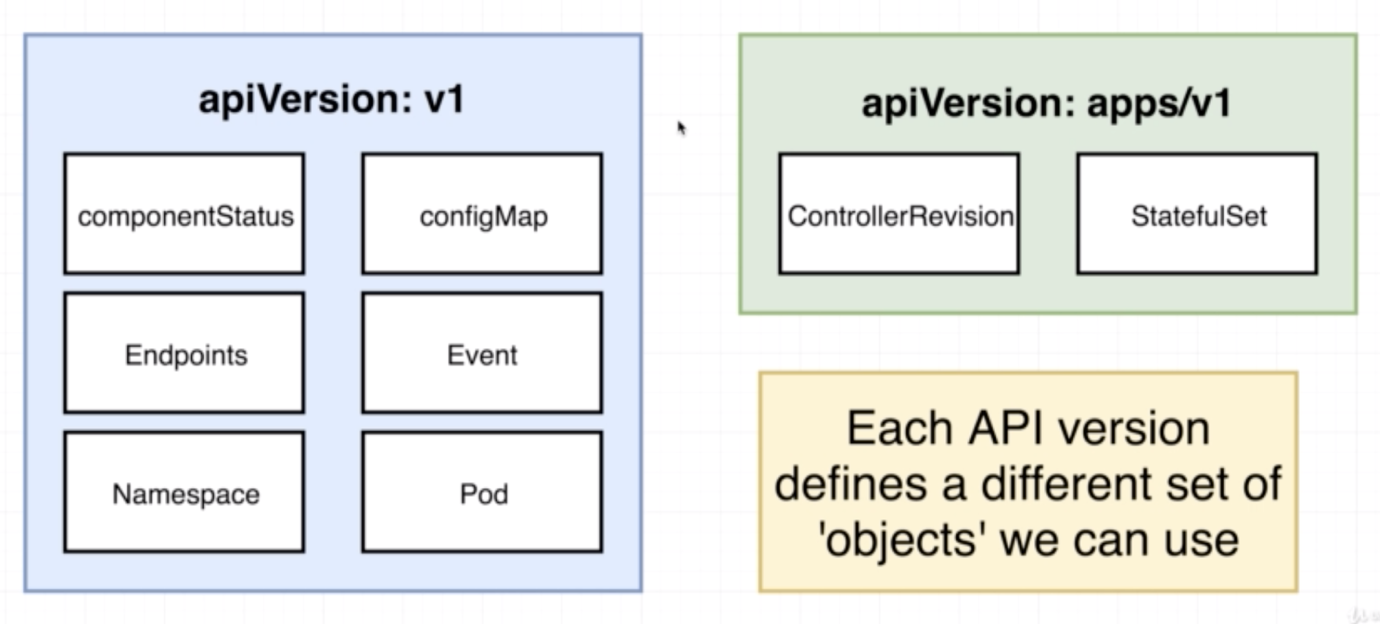 apiVersion: v1
componentStatus
configMap
Endpoints
Event
Namespace
Pod
apiVersion: apps/v1
ControllerRevision
StatefulSet
Each API version
defines a different set of
'objects' we can use